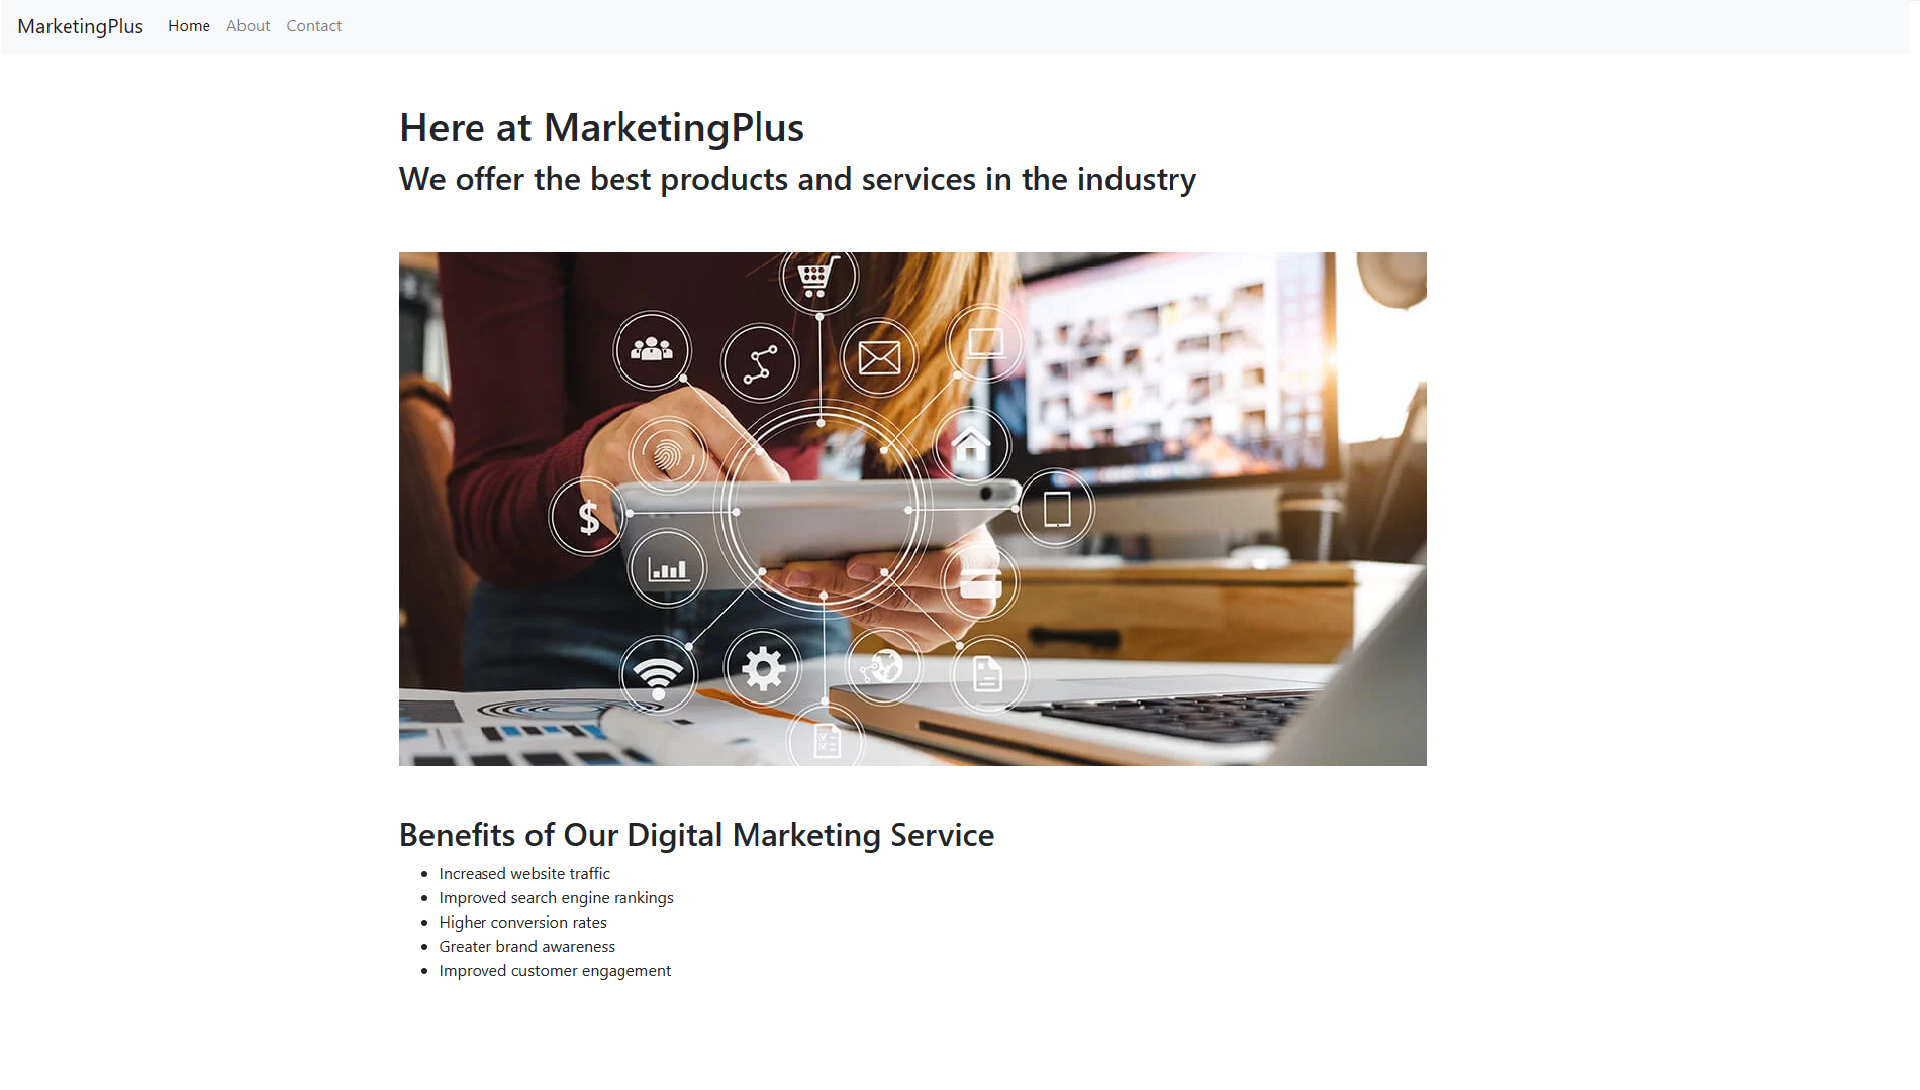 MarketingPlus Home About Contact
Here at MarketingPlus
We offer the best products and services in the industry
$
Benefits of Our Digital Marketing Service
Increased website traffic
Improved search engine rankings
Higher conversion rates
Greater brand awareness
Improved customer engagement